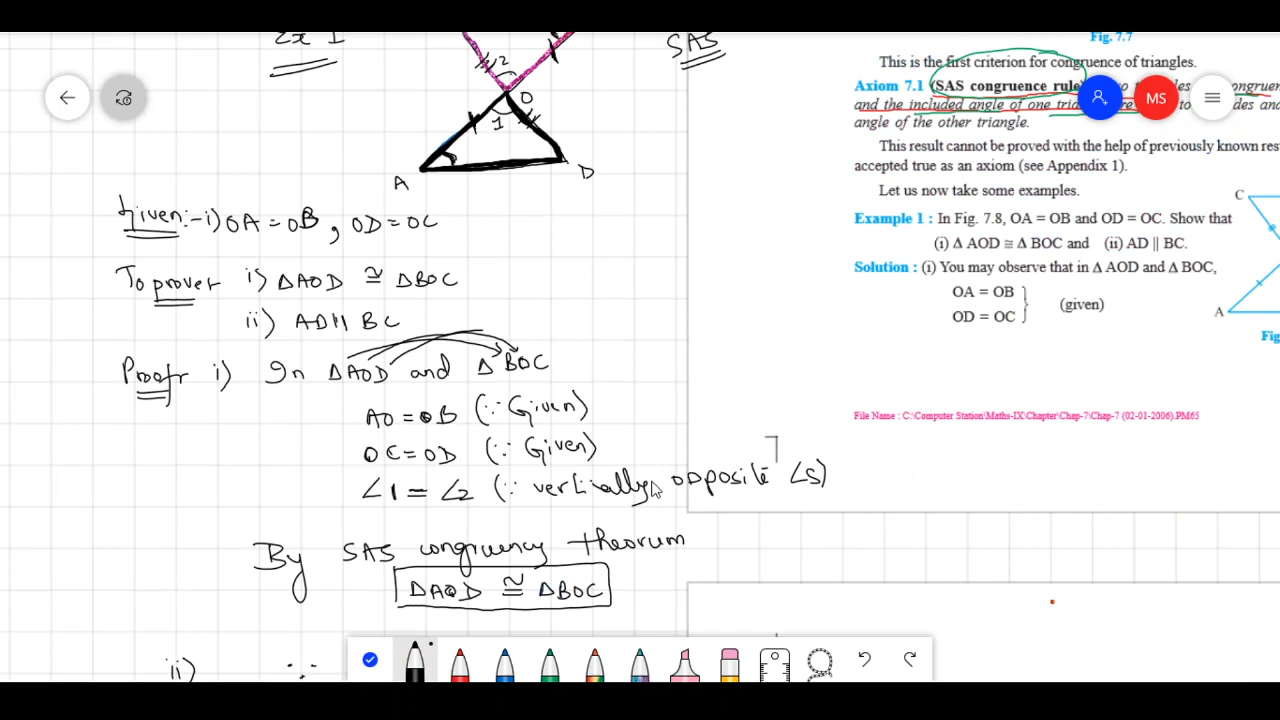 Ex 1
SAS
2
O
1
A
D
Given:- i) OA = OB, OD = OC
To prover i) ΔAOD ≅ ΔBOC
ii) AD || BC
Proofr i) In ΔAOD and ΔBOC
AO = OB (∵ Given)
OC = OD (∵ Given)
∠1 = ∠2 (∵ vertically opposite ∠s)
By SAS congruency theorum
ΔAOD ≅ ΔBOC
ii) ∵
Fig. 7.7
This is the first criterion for congruence of triangles.
Axiom 7.1 (SAS congruence rule)
and the included angle of one
angle of the other triangle.
This result cannot be proved with the help of previously known
accepted true as an axiom (see Appendix 1).
Let us now take some examples.
Example 1 : In Fig. 7.8, OA = OB and OD = OC. Show that
(i) Δ AOD ≅ Δ BOC and (ii) AD || BC.
Solution : (i) You may observe that in Δ AOD and Δ BOC,
OA = OB
OD = OC
(given)
C
A
Fig
File Name : C:\Computer Station\Maths-IX\Chapter\Chap-7\Chap-7 (02-01-2006).PM65
MS